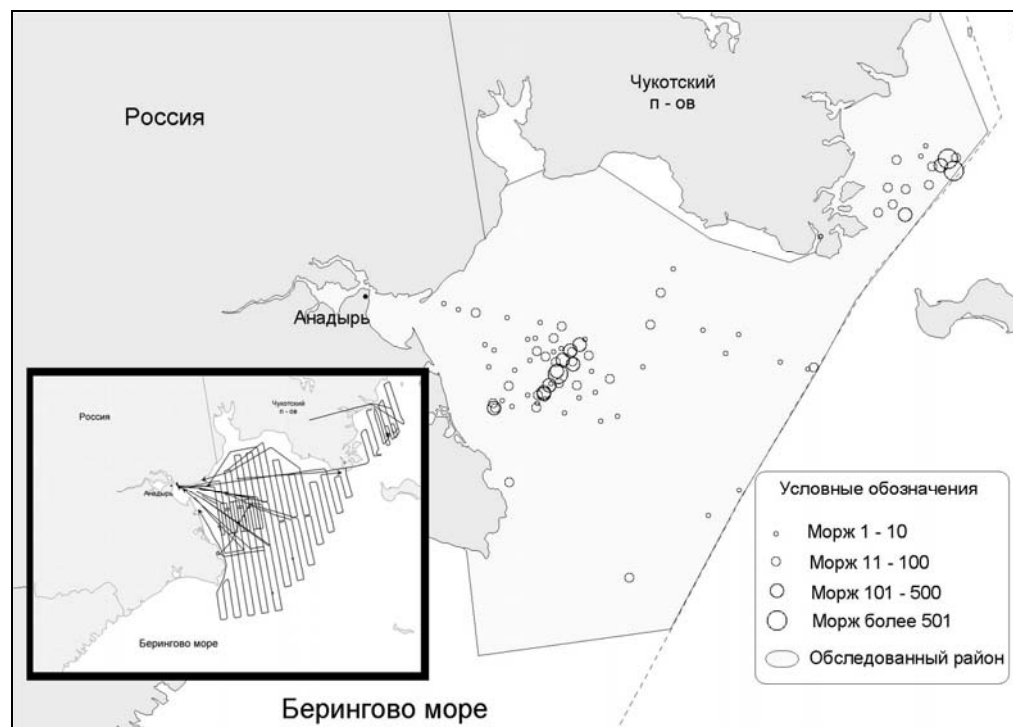 Россия
Чукотский
п - ов
Анадырь
Чукотский
п - ов
Россия
Анадырь
Берингово море
Условные обозначения
Морж 1 - 10
Морж 11 - 100
Морж 101 - 500
Морж более 501
Обследованный район
Берингово море